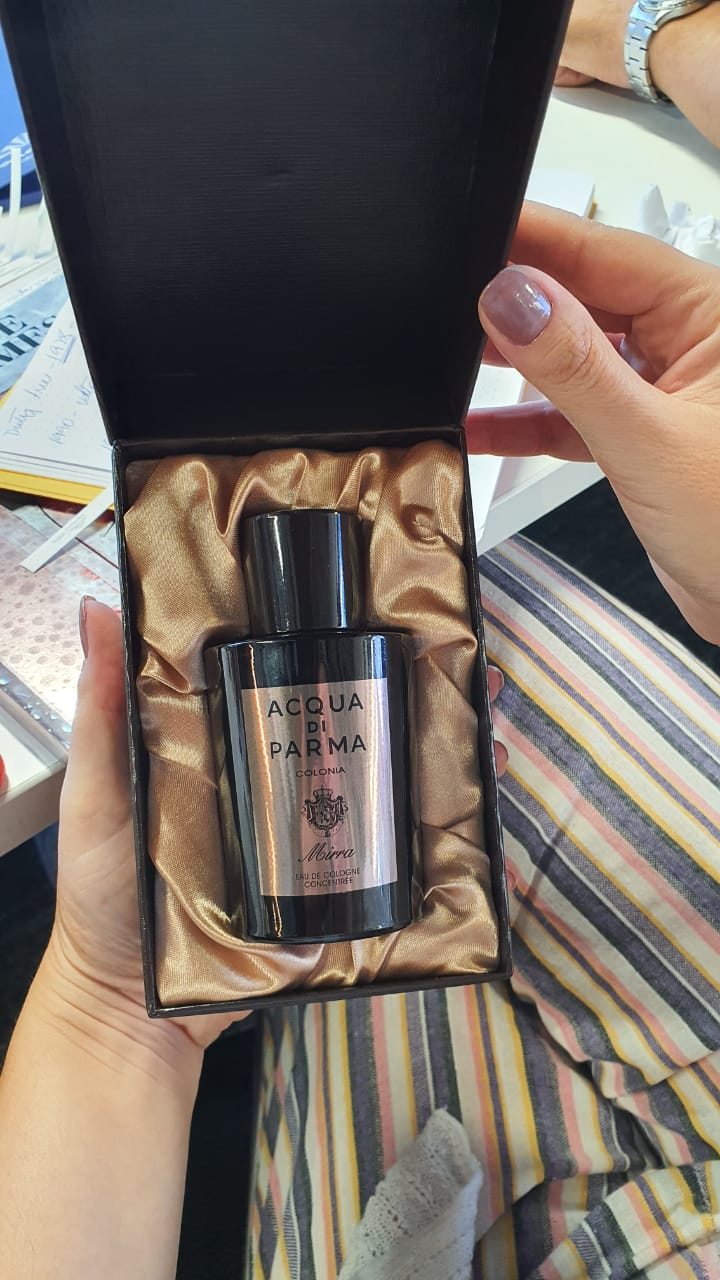 ACQUA
DI
PARMA
COLONIA
Mirra
EAU DE COLOGNE
CONCENTRÉE